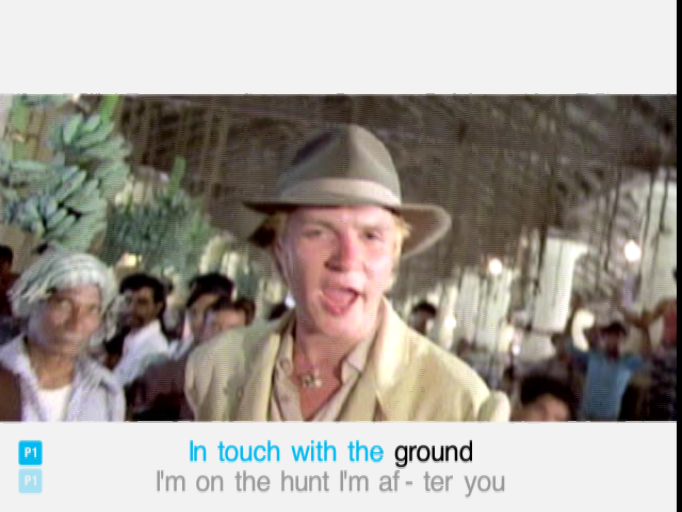 P1 In touch with the ground
P1 I'm on the hunt I'm af - ter you